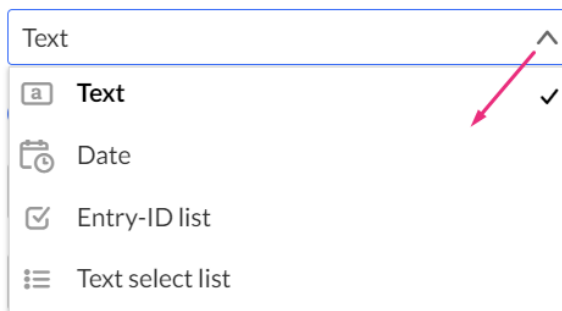 Text
a Text
Date
Entry-ID list
Text select list